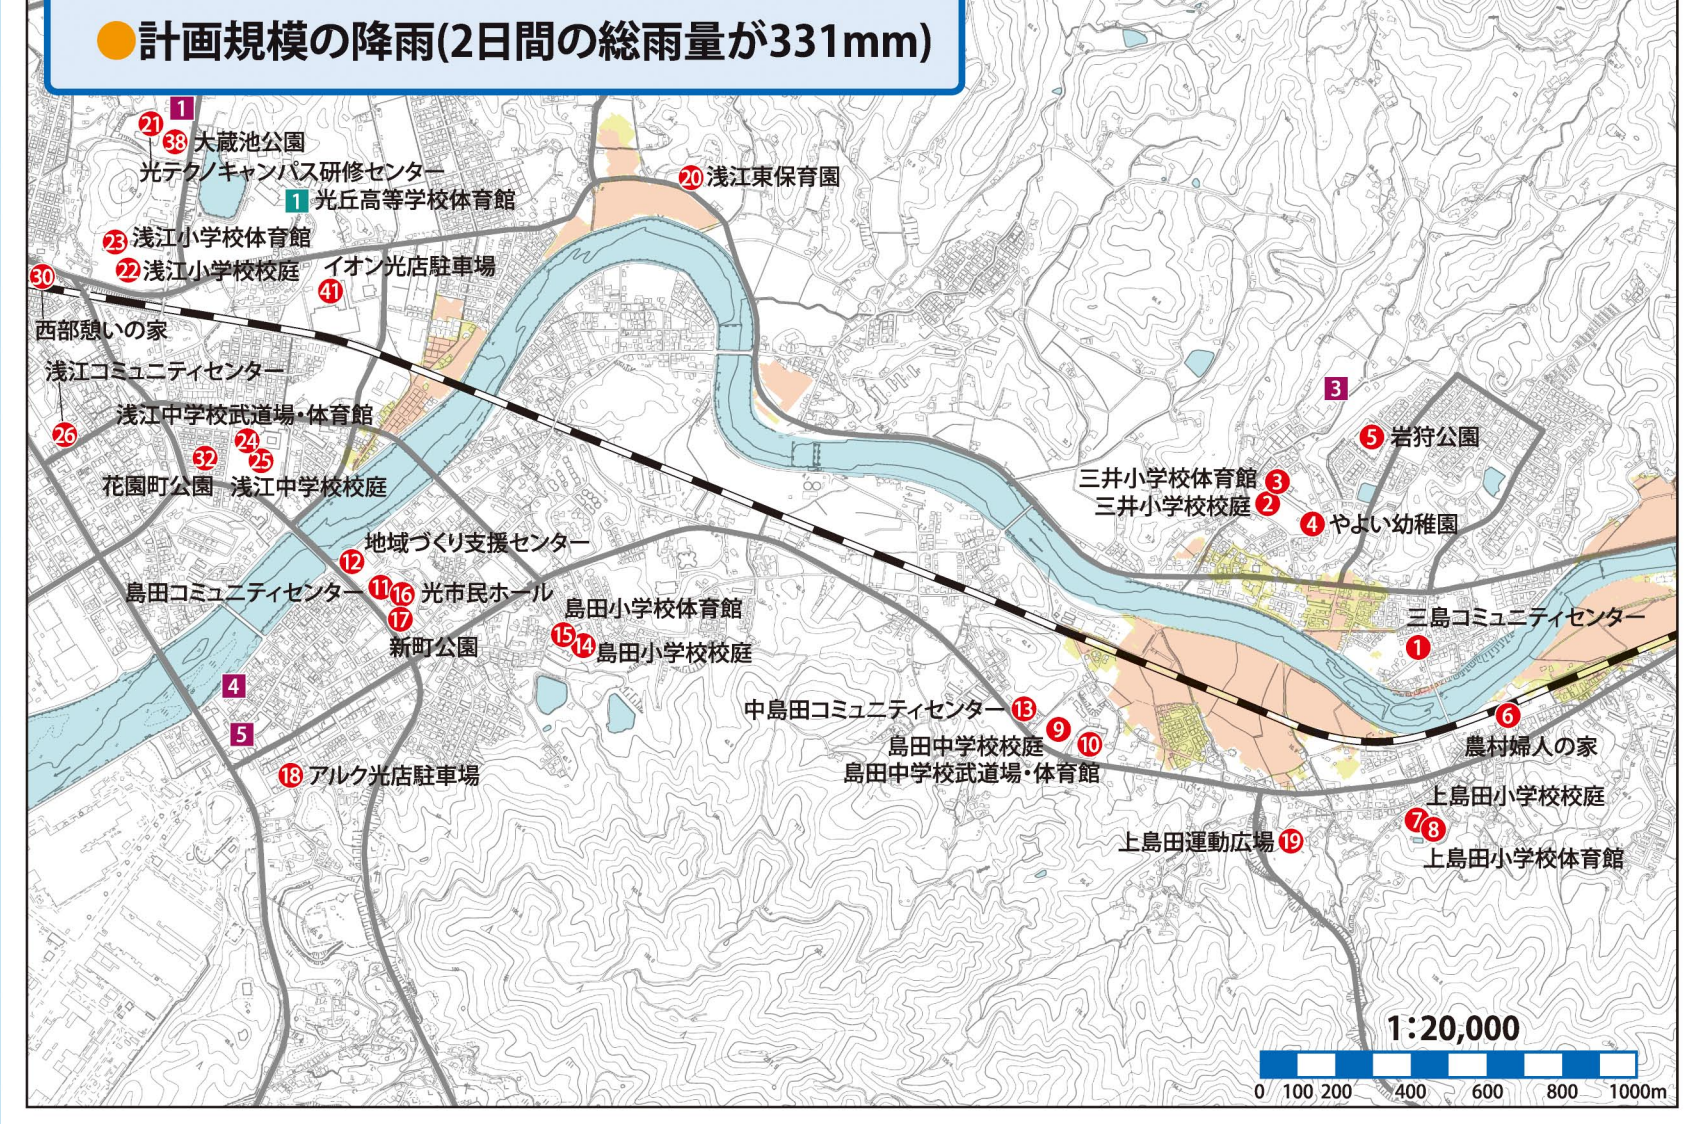 ●計画規模の降雨(2日間の総雨量が331mm)
1
21
38 大蔵池公園
光テクノキャンパス研修センター
1 光丘高等学校体育館
20 浅江東保育園
23 浅江小学校体育館
22 浅江小学校校庭
イオン光店駐車場
41
30
西部憩いの家
浅江コミュニティセンター
浅江中学校武道場・体育館
26
24
32
25
花園町公園
浅江中学校校庭
3
5 岩狩公園
三井小学校体育館 3
三井小学校校庭 2
4 やよい幼稚園
地域づくり支援センター
12
島田コミュニティセンター 11
16 光市民ホール
17
新町公園
島田小学校体育館
15
14 島田小学校校庭
三島コミュニティセンター
1
4
5
18 アルク光店駐車場
中島田コミュニティセンター 13
9
島田中学校校庭
10
島田中学校武道場・体育館
6
農村婦人の家
上島田小学校校庭
7
8
上島田小学校体育館
上島田運動広場 19
1：20,000
0 100 200 400 600 800 1000m